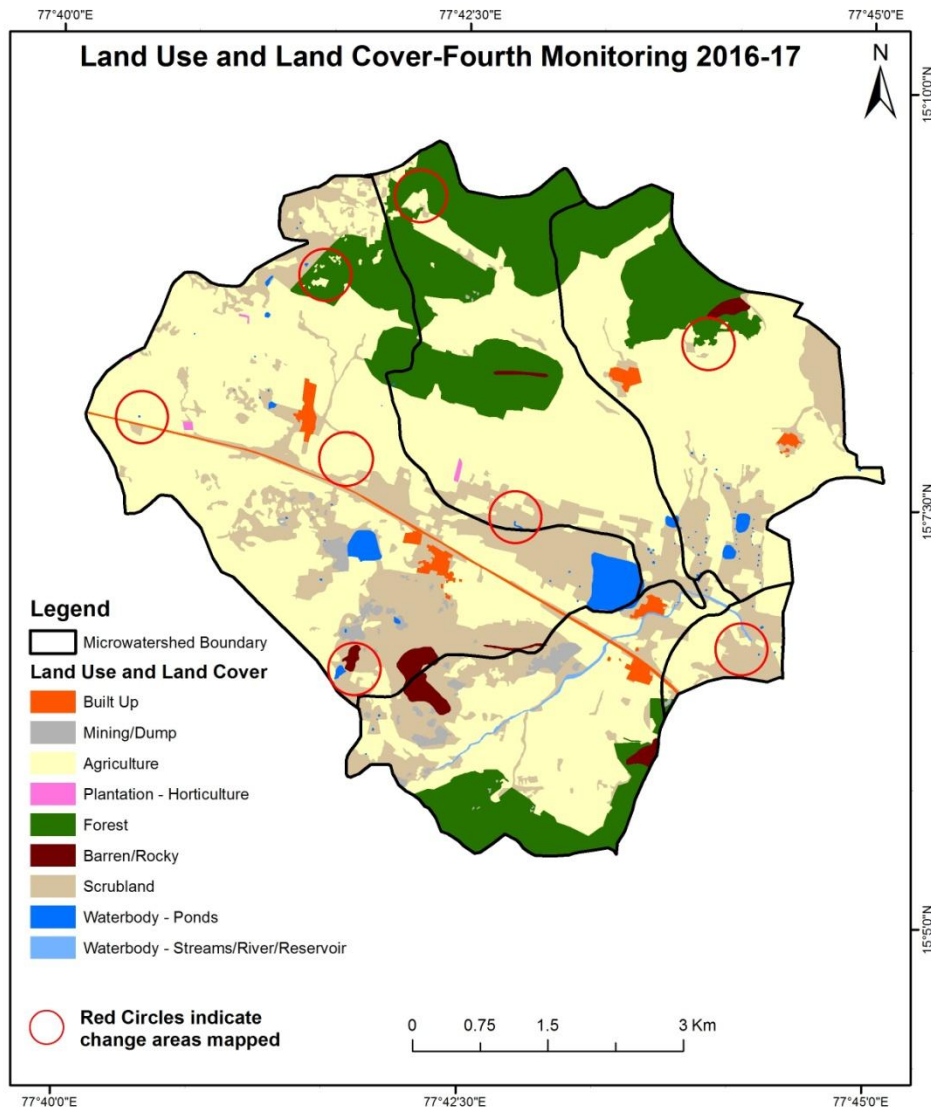 77°40'0"E 77°42'30"E 77°45'0"E
Land Use and Land Cover-Fourth Monitoring 2016-17
N
15°10'0"N
15°7'30"N
Legend
Microwatershed Boundary
Land Use and Land Cover
Built Up
Mining/Dump
Agriculture
Plantation - Horticulture
Forest
Barren/Rocky
Scrubland
Waterbody - Ponds
Waterbody - Streams/River/Reservoir
15°5'0"N
Red Circles indicate
change areas mapped
0 0.75 1.5 3 Km
77°40'0"E 77°42'30"E 77°45'0"E